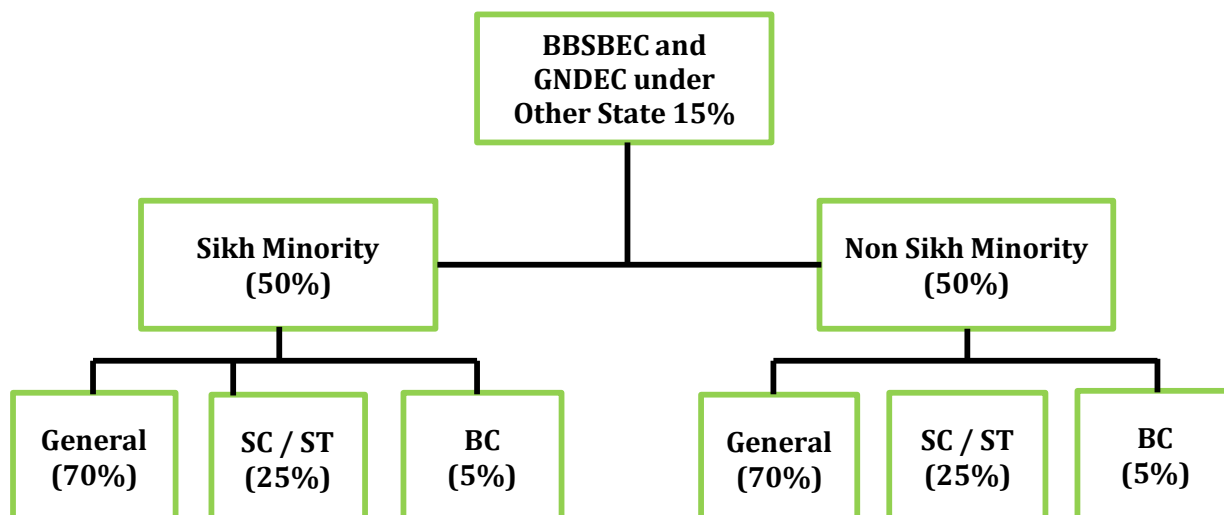 BBSBEC and
GNDEC under
Other State 15%
Sikh Minority
(50%)
Non Sikh Minority
(50%)
General
(70%)
SC / ST
(25%)
BC
(5%)
General
(70%)
SC / ST
(25%)
BC
(5%)